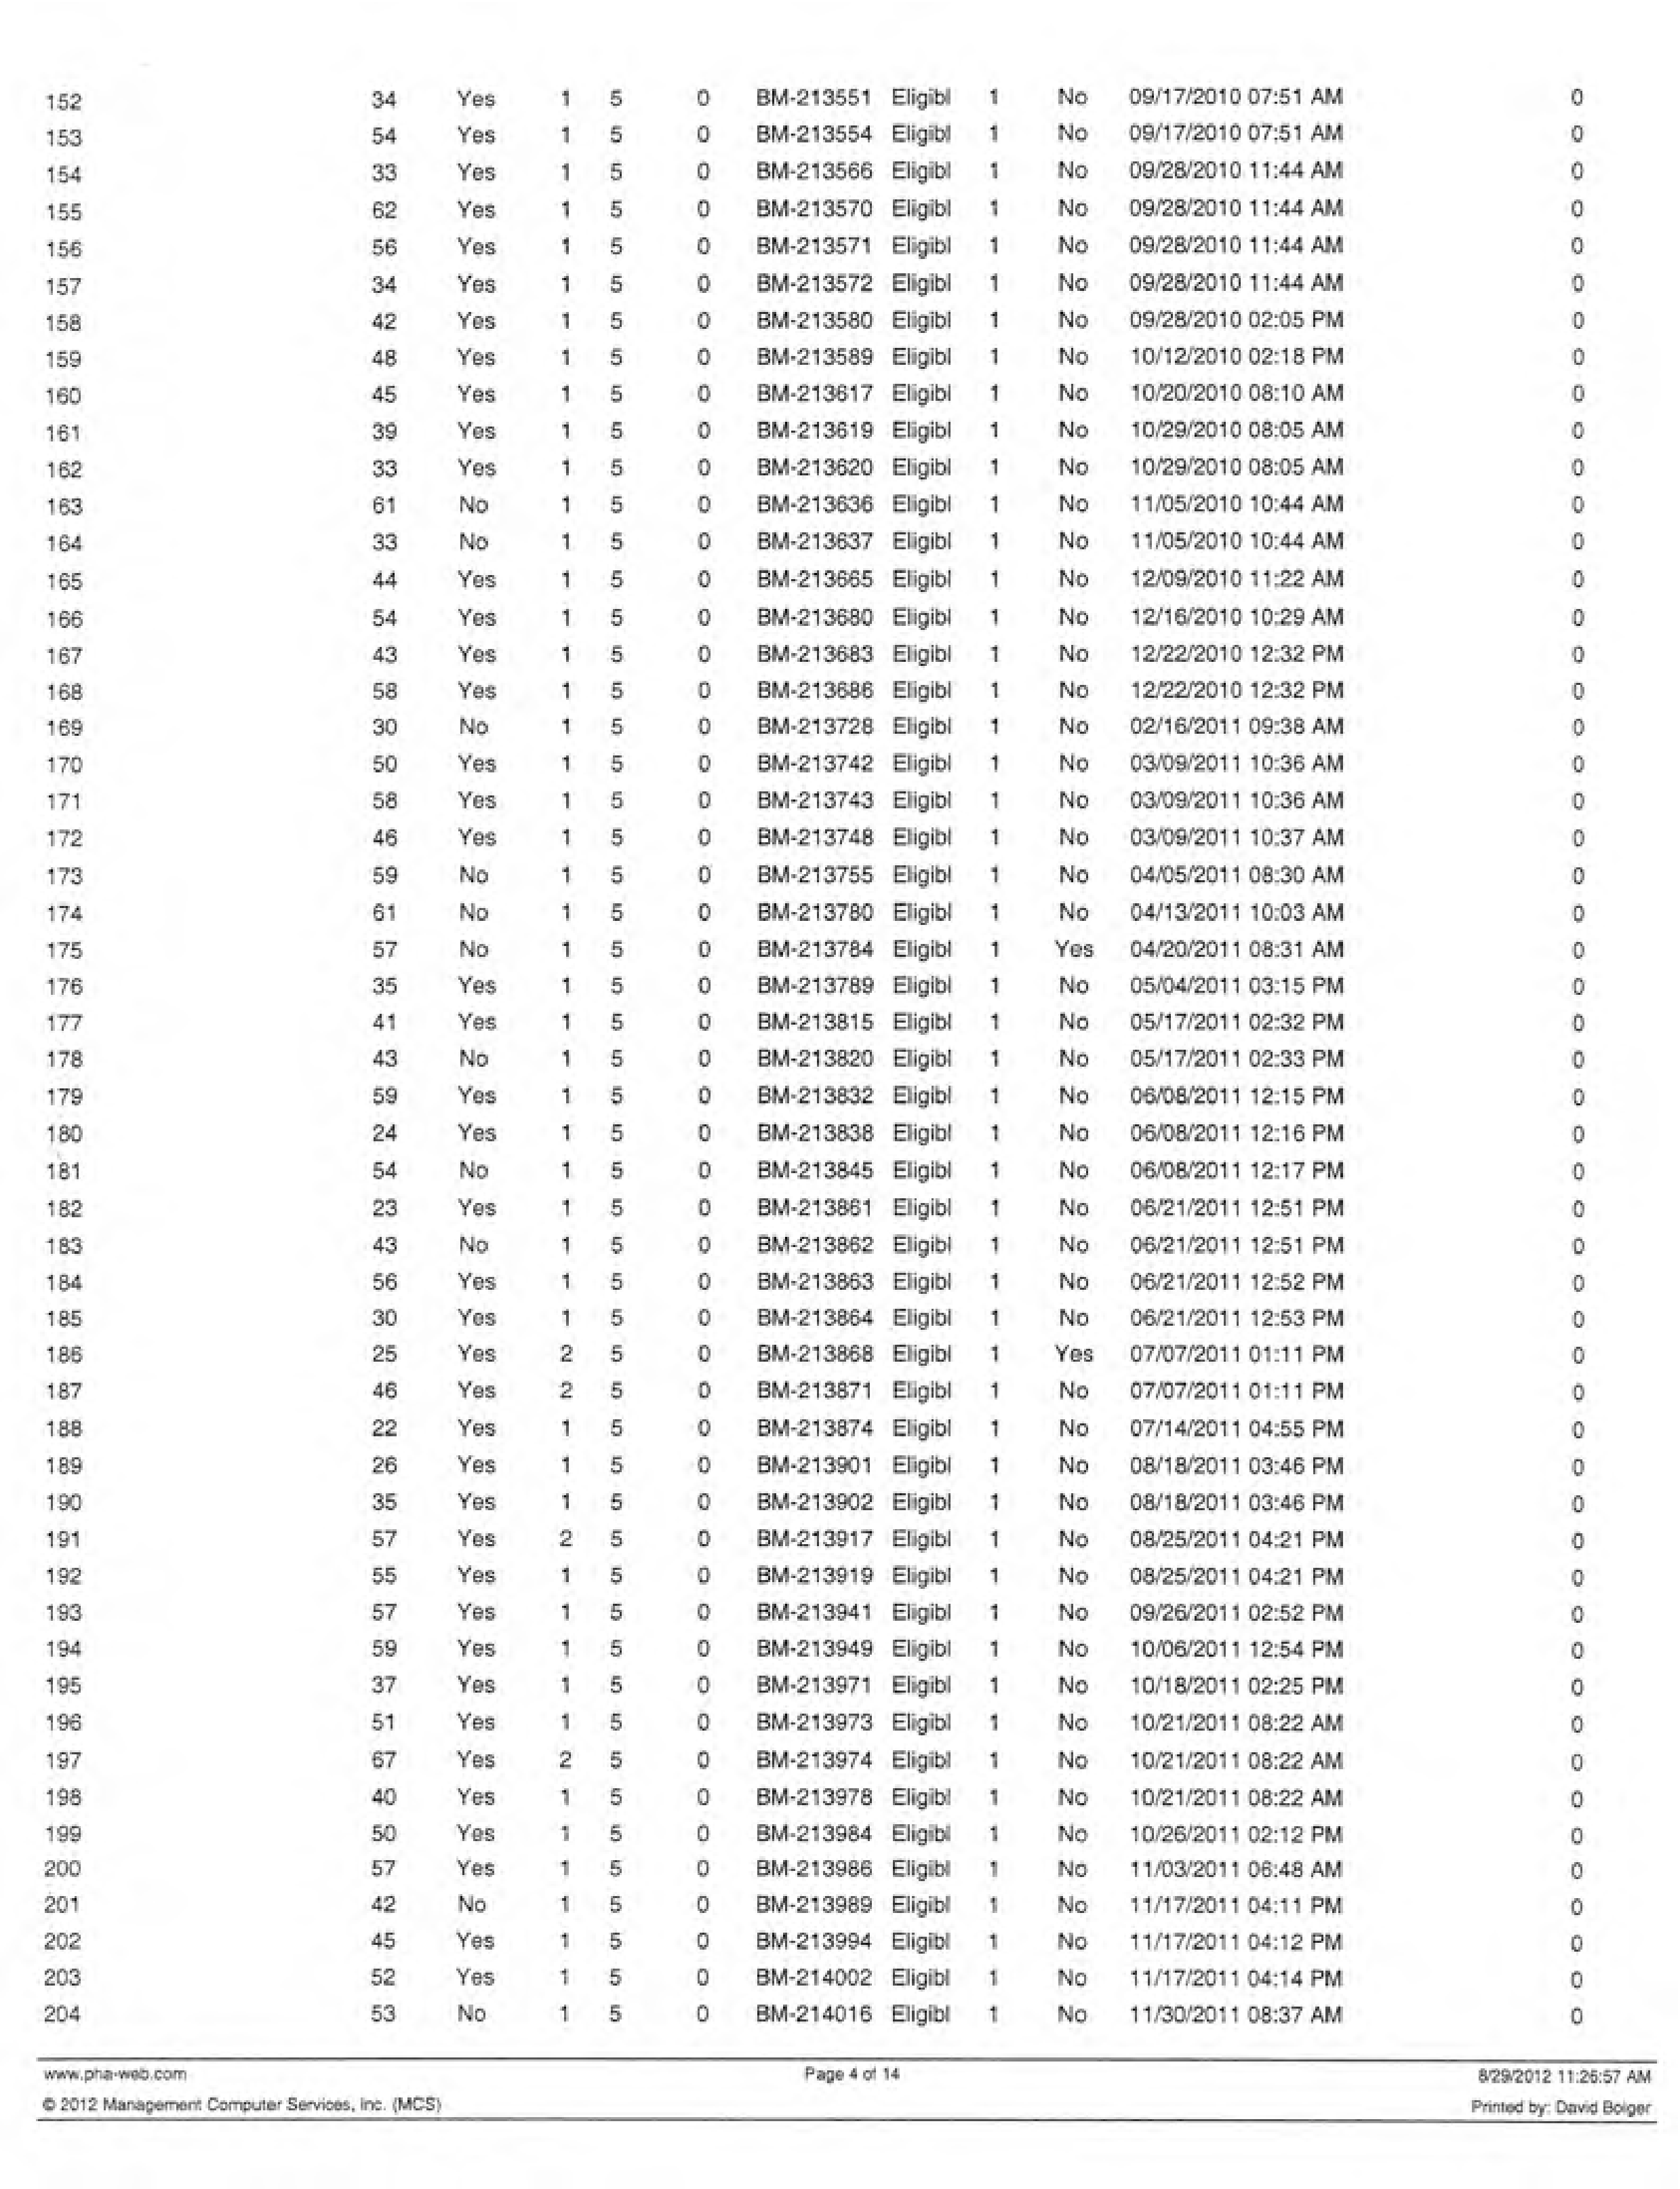 152 34 Yes 1 5 0 BM-213551 Eligibl 1 No 09/17/2010 07:51 AM 0
153 54 Yes 1 5 0 BM-213554 Eligibl 1 No 09/17/2010 07:51 AM 0
154 33 Yes 1 5 0 BM-213566 Eligibl 1 No 09/28/2010 11:44 AM 0
155 62 Yes 1 5 0 BM-213570 Eligibl 1 No 09/28/2010 11:44 AM 0
156 56 Yes 1 5 0 BM-213571 Eligibl 1 No 09/28/2010 11:44 AM 0
157 34 Yes 1 5 0 BM-213572 Eligibl 1 No 09/28/2010 11:44 AM 0
158 42 Yes 1 5 0 BM-213580 Eligibl 1 No 09/28/2010 02:05 PM 0
159 48 Yes 1 5 0 BM-213589 Eligibl 1 No 10/12/2010 02:18 PM 0
160 45 Yes 1 5 0 BM-213617 Eligibl 1 No 10/20/2010 08:10 AM 0
161 39 Yes 1 5 0 BM-213619 Eligibl 1 No 10/29/2010 08:05 AM 0
162 33 Yes 1 5 0 BM-213620 Eligibl 1 No 10/29/2010 08:05 AM 0
163 61 No 1 5 0 BM-213636 Eligibl 1 No 11/05/2010 10:44 AM 0
164 33 No 1 5 0 BM-213637 Eligibl 1 No 11/05/2010 10:44 AM 0
165 44 Yes 1 5 0 BM-213665 Eligibl 1 No 12/09/2010 11:22 AM 0
166 54 Yes 1 5 0 BM-213680 Eligibl 1 No 12/16/2010 10:29 AM 0
167 43 Yes 1 5 0 BM-213683 Eligibl 1 No 12/22/2010 12:32 PM 0
168 58 Yes 1 5 0 BM-213686 Eligibl 1 No 12/22/2010 12:32 PM 0
169 30 No 1 5 0 BM-213728 Eligibl 1 No 02/16/2011 09:38 AM 0
170 50 Yes 1 5 0 BM-213742 Eligibl 1 No 03/09/2011 10:36 AM 0
171 58 Yes 1 5 0 BM-213743 Eligibl 1 No 03/09/2011 10:36 AM 0
172 46 Yes 1 5 0 BM-213748 Eligibl 1 No 03/09/2011 10:37 AM 0
173 59 No 1 5 0 BM-213755 Eligibl 1 No 04/05/2011 08:30 AM 0
174 61 No 1 5 0 BM-213780 Eligibl 1 No 04/13/2011 10:03 AM 0
175 57 No 1 5 0 BM-213784 Eligibl 1 Yes 04/20/2011 08:31 AM 0
176 35 Yes 1 5 0 BM-213789 Eligibl 1 No 05/04/2011 03:15 PM 0
177 41 Yes 1 5 0 BM-213815 Eligibl 1 No 05/17/2011 02:32 PM 0
178 43 No 1 5 0 BM-213820 Eligibl 1 No 05/17/2011 02:33 PM 0
179 59 Yes 1 5 0 BM-213832 Eligibl 1 No 06/08/2011 12:15 PM 0
180 24 Yes 1 5 0 BM-213838 Eligibl 1 No 06/08/2011 12:16 PM 0
181 54 No 1 5 0 BM-213845 Eligibl 1 No 06/08/2011 12:17 PM 0
182 23 Yes 1 5 0 BM-213861 Eligibl 1 No 06/21/2011 12:51 PM 0
183 43 No 1 5 0 BM-213862 Eligibl 1 No 06/21/2011 12:51 PM 0
184 56 Yes 1 5 0 BM-213863 Eligibl 1 No 06/21/2011 12:52 PM 0
185 30 Yes 1 5 0 BM-213864 Eligibl 1 No 06/21/2011 12:53 PM 0
186 25 Yes 2 5 0 BM-213868 Eligibl 1 Yes 07/07/2011 01:11 PM 0
187 46 Yes 2 5 0 BM-213871 Eligibl 1 No 07/07/2011 01:11 PM 0
188 22 Yes 1 5 0 BM-213874 Eligibl 1 No 07/14/2011 04:55 PM 0
189 26 Yes 1 5 0 BM-213901 Eligibl 1 No 08/18/2011 03:46 PM 0
190 35 Yes 1 5 0 BM-213902 Eligibl 1 No 08/18/2011 03:46 PM 0
191 57 Yes 2 5 0 BM-213917 Eligibl 1 No 08/25/2011 04:21 PM 0
192 55 Yes 1 5 0 BM-213919 Eligibl 1 No 08/25/2011 04:21 PM 0
193 57 Yes 1 5 0 BM-213941 Eligibl 1 No 09/26/2011 02:52 PM 0
194 59 Yes 1 5 0 BM-213949 Eligibl 1 No 10/06/2011 12:54 PM 0
195 37 Yes 1 5 0 BM-213971 Eligibl 1 No 10/18/2011 02:25 PM 0
196 51 Yes 1 5 0 BM-213973 Eligibl 1 No 10/21/2011 08:22 AM 0
197 67 Yes 2 5 0 BM-213974 Eligibl 1 No 10/21/2011 08:22 AM 0
198 40 Yes 1 5 0 BM-213978 Eligibl 1 No 10/21/2011 08:22 AM 0
199 50 Yes 1 5 0 BM-213984 Eligibl 1 No 10/26/2011 02:12 PM 0
200 57 Yes 1 5 0 BM-213986 Eligibl 1 No 11/03/2011 06:48 AM 0
201 42 No 1 5 0 BM-213989 Eligibl 1 No 11/17/2011 04:11 PM 0
202 45 Yes 1 5 0 BM-213994 Eligibl 1 No 11/17/2011 04:12 PM 0
203 52 Yes 1 5 0 BM-214002 Eligibl 1 No 11/17/2011 04:14 PM 0
204 53 No 1 5 0 BM-214016 Eligibl 1 No 11/30/2011 08:37 AM 0
www.pha-web.com Page 4 of 14 8/29/2012 11:26:57 AM
© 2012 Management Computer Services, Inc. (MCS) Printed by: David Bolger